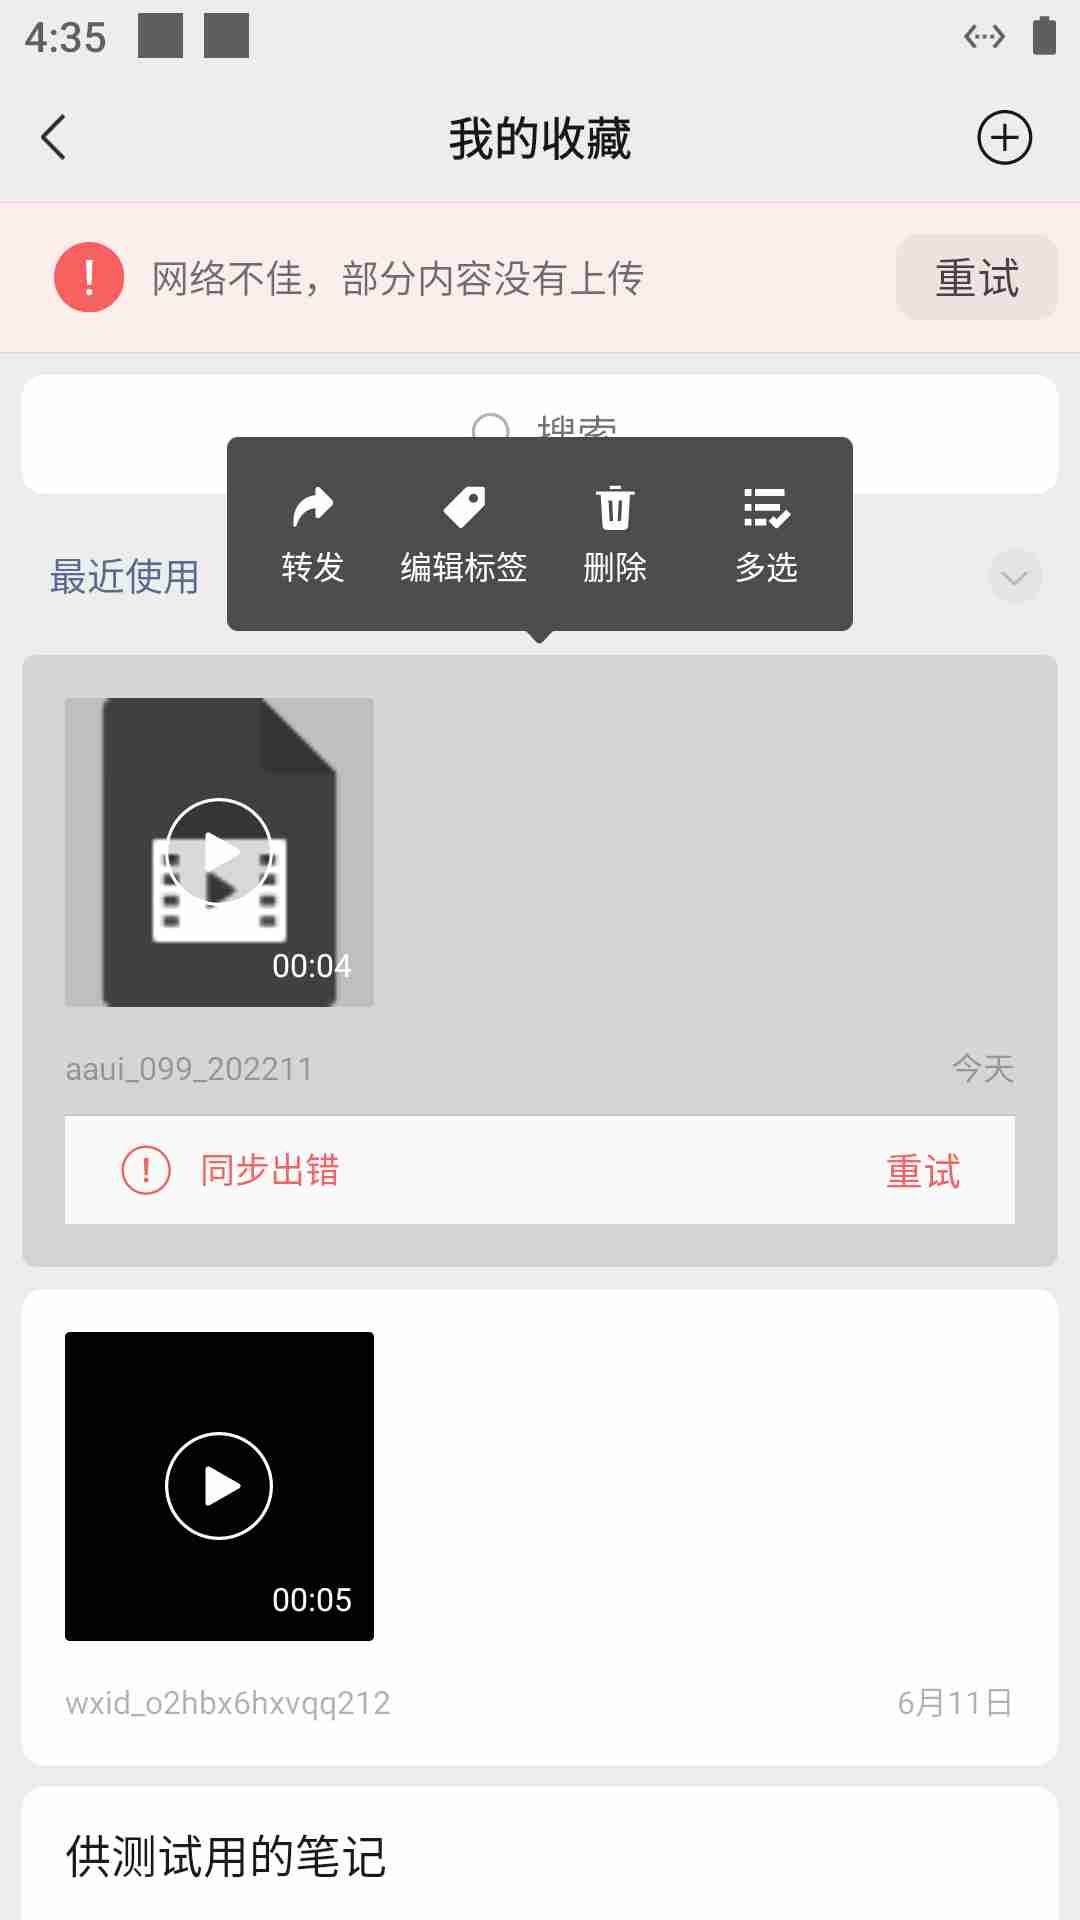 4:35
我的收藏
网络不佳，部分内容没有上传
重试
搜索
转发
编辑标签
删除
多选
最近使用
00:04
aaui_099_202211
今天
同步出错
重试
00:05
wxid_o2hbx6hxvqq212
6月11日
供测试用的笔记